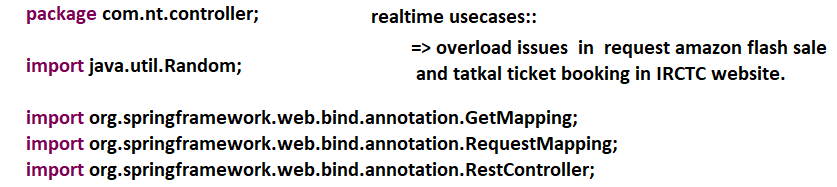 package com.nt.controller;
realtime usecases::
=> overload issues in request amazon flash sale
and tatkal ticket booking in IRCTC website.
import java.util.Random;
import org.springframework.web.bind.annotation.GetMapping;
import org.springframework.web.bind.annotation.RequestMapping;
import org.springframework.web.bind.annotation.RestController;